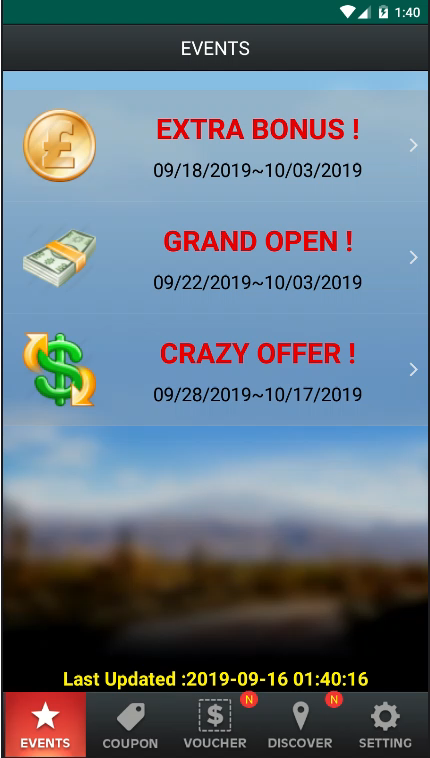 1:40
EVENTS
EXTRA BONUS !
09/18/2019~10/03/2019
GRAND OPEN !
09/22/2019~10/03/2019
CRAZY OFFER !
09/28/2019~10/17/2019
Last Updated :2019-09-16 01:40:16
N N
EVENTS COUPON VOUCHER DISCOVER SETTING